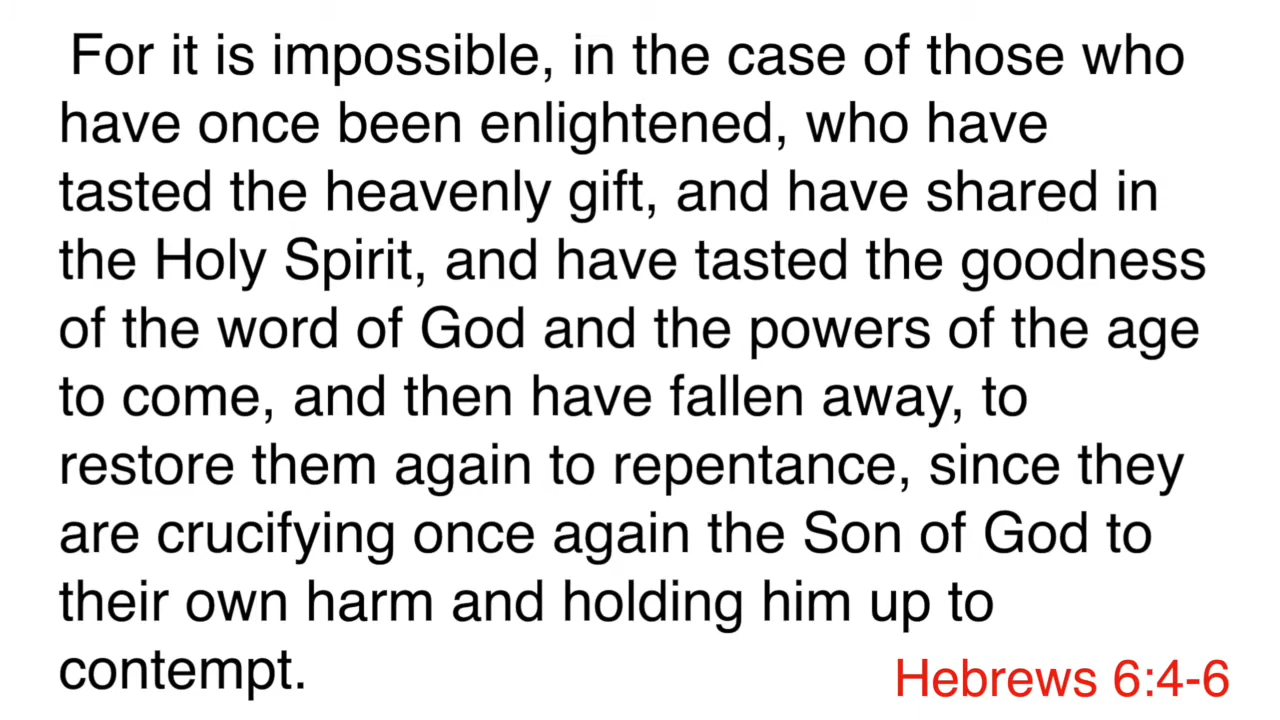 For it is impossible, in the case of those who
have once been enlightened, who have
tasted the heavenly gift, and have shared in
the Holy Spirit, and have tasted the goodness
of the word of God and the powers of the age
to come, and then have fallen away, to
restore them again to repentance, since they
are crucifying once again the Son of God to
their own harm and holding him up to
contempt.
Hebrews 6:4-6